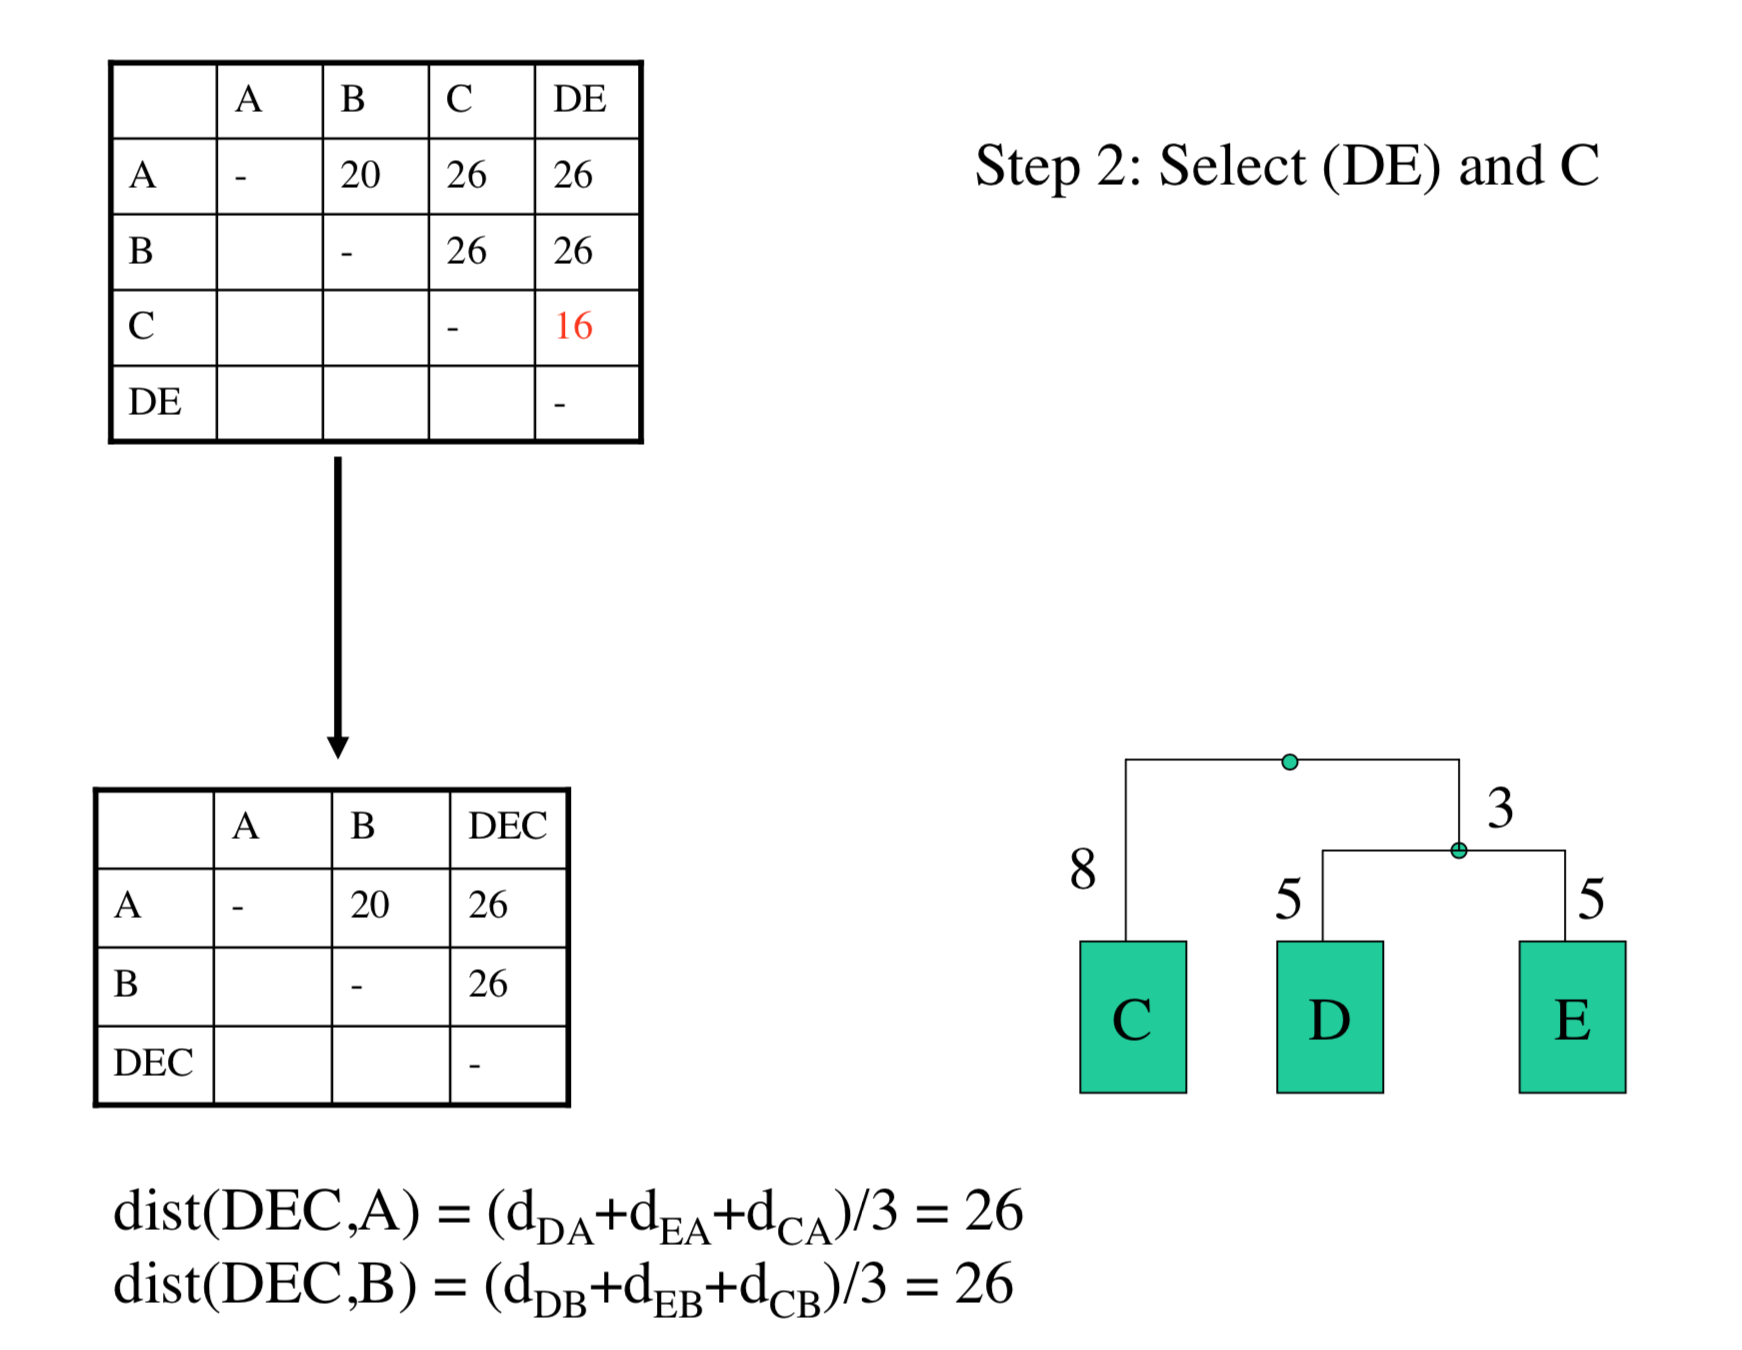 A B C DE
A - 20 26 26
B - 26 26
C - 16
DE -
Step 2: Select (DE) and C
A B DEC
A - 20 26
B - 26
DEC -
3
8 5 5
C D E
dist(DEC,A) = (dDA+dEA+dCA)/3 = 26
dist(DEC,B) = (dDB+dEB+dCB)/3 = 26